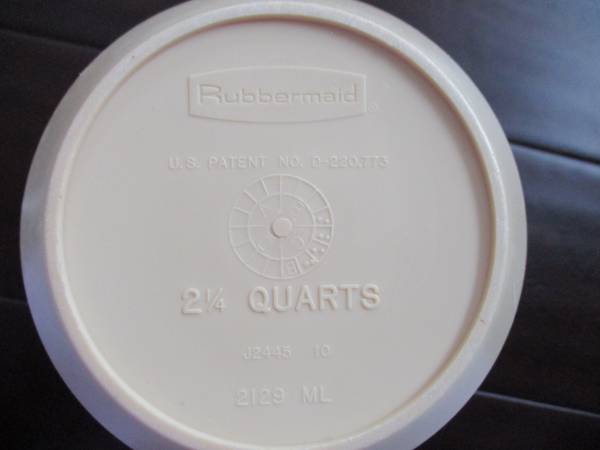 Rubbermaid®
U.S. PATENT NO. D-220,773
2¼ QUARTS
J2445 10
2129 ML